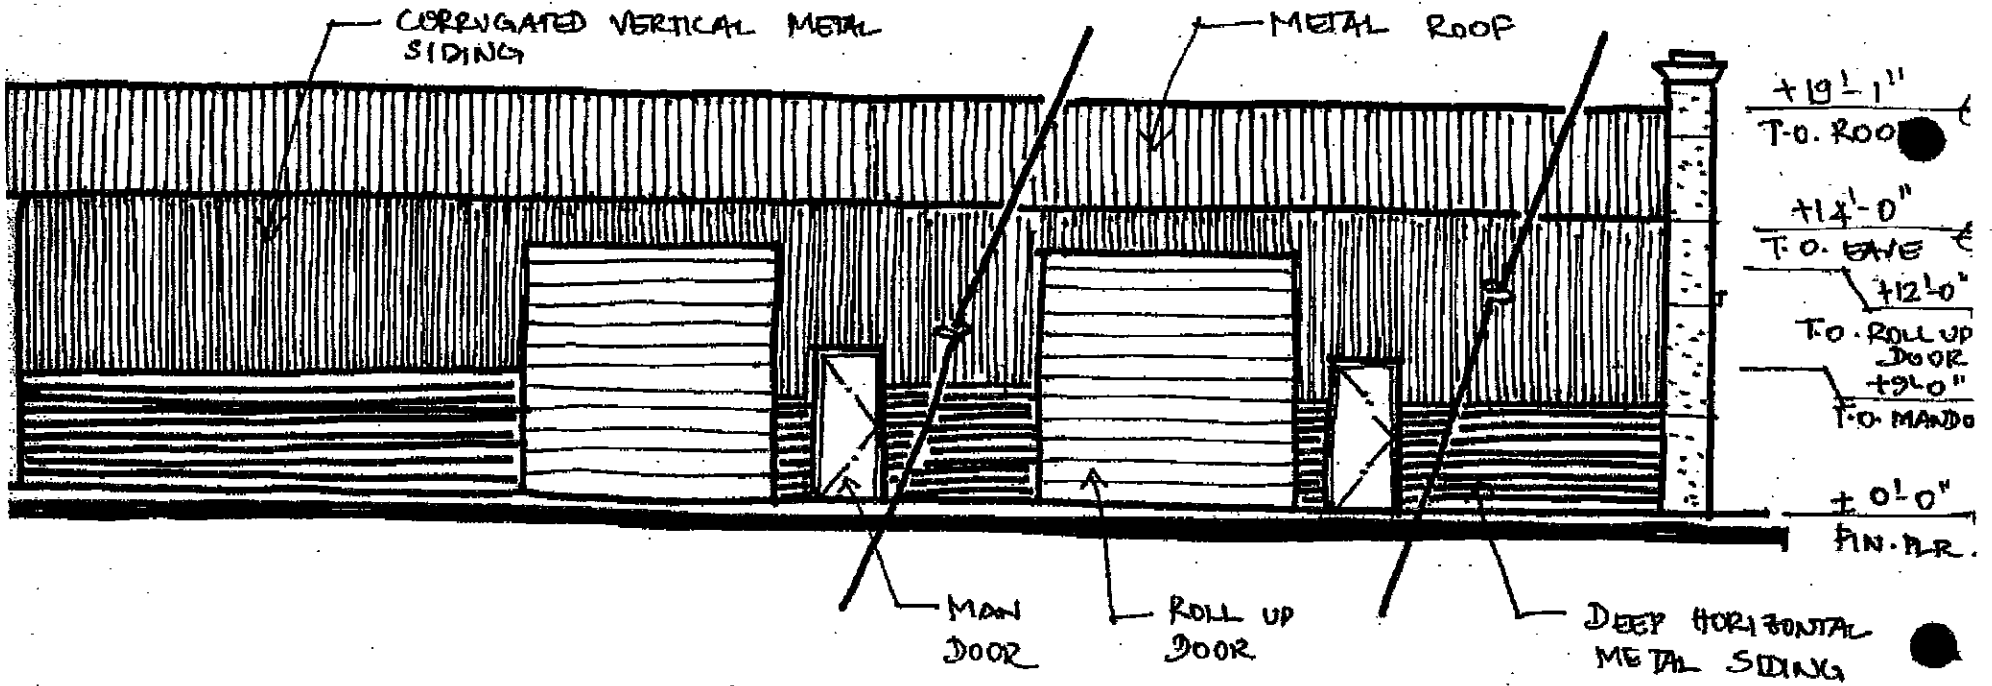 CORRUGATED VERTICAL METAL
SIDING
METAL ROOF
+19'-1"
T.O. ROO
+14'-0"
T.O. EAVE
+12'-0"
T.O. ROLL UP
DOOR
+9'-0"
T.O. MANDO
± 0'-0"
FIN. FLR.
MAN
DOOR
ROLL UP
DOOR
DEEP HORIZONTAL
METAL SIDING